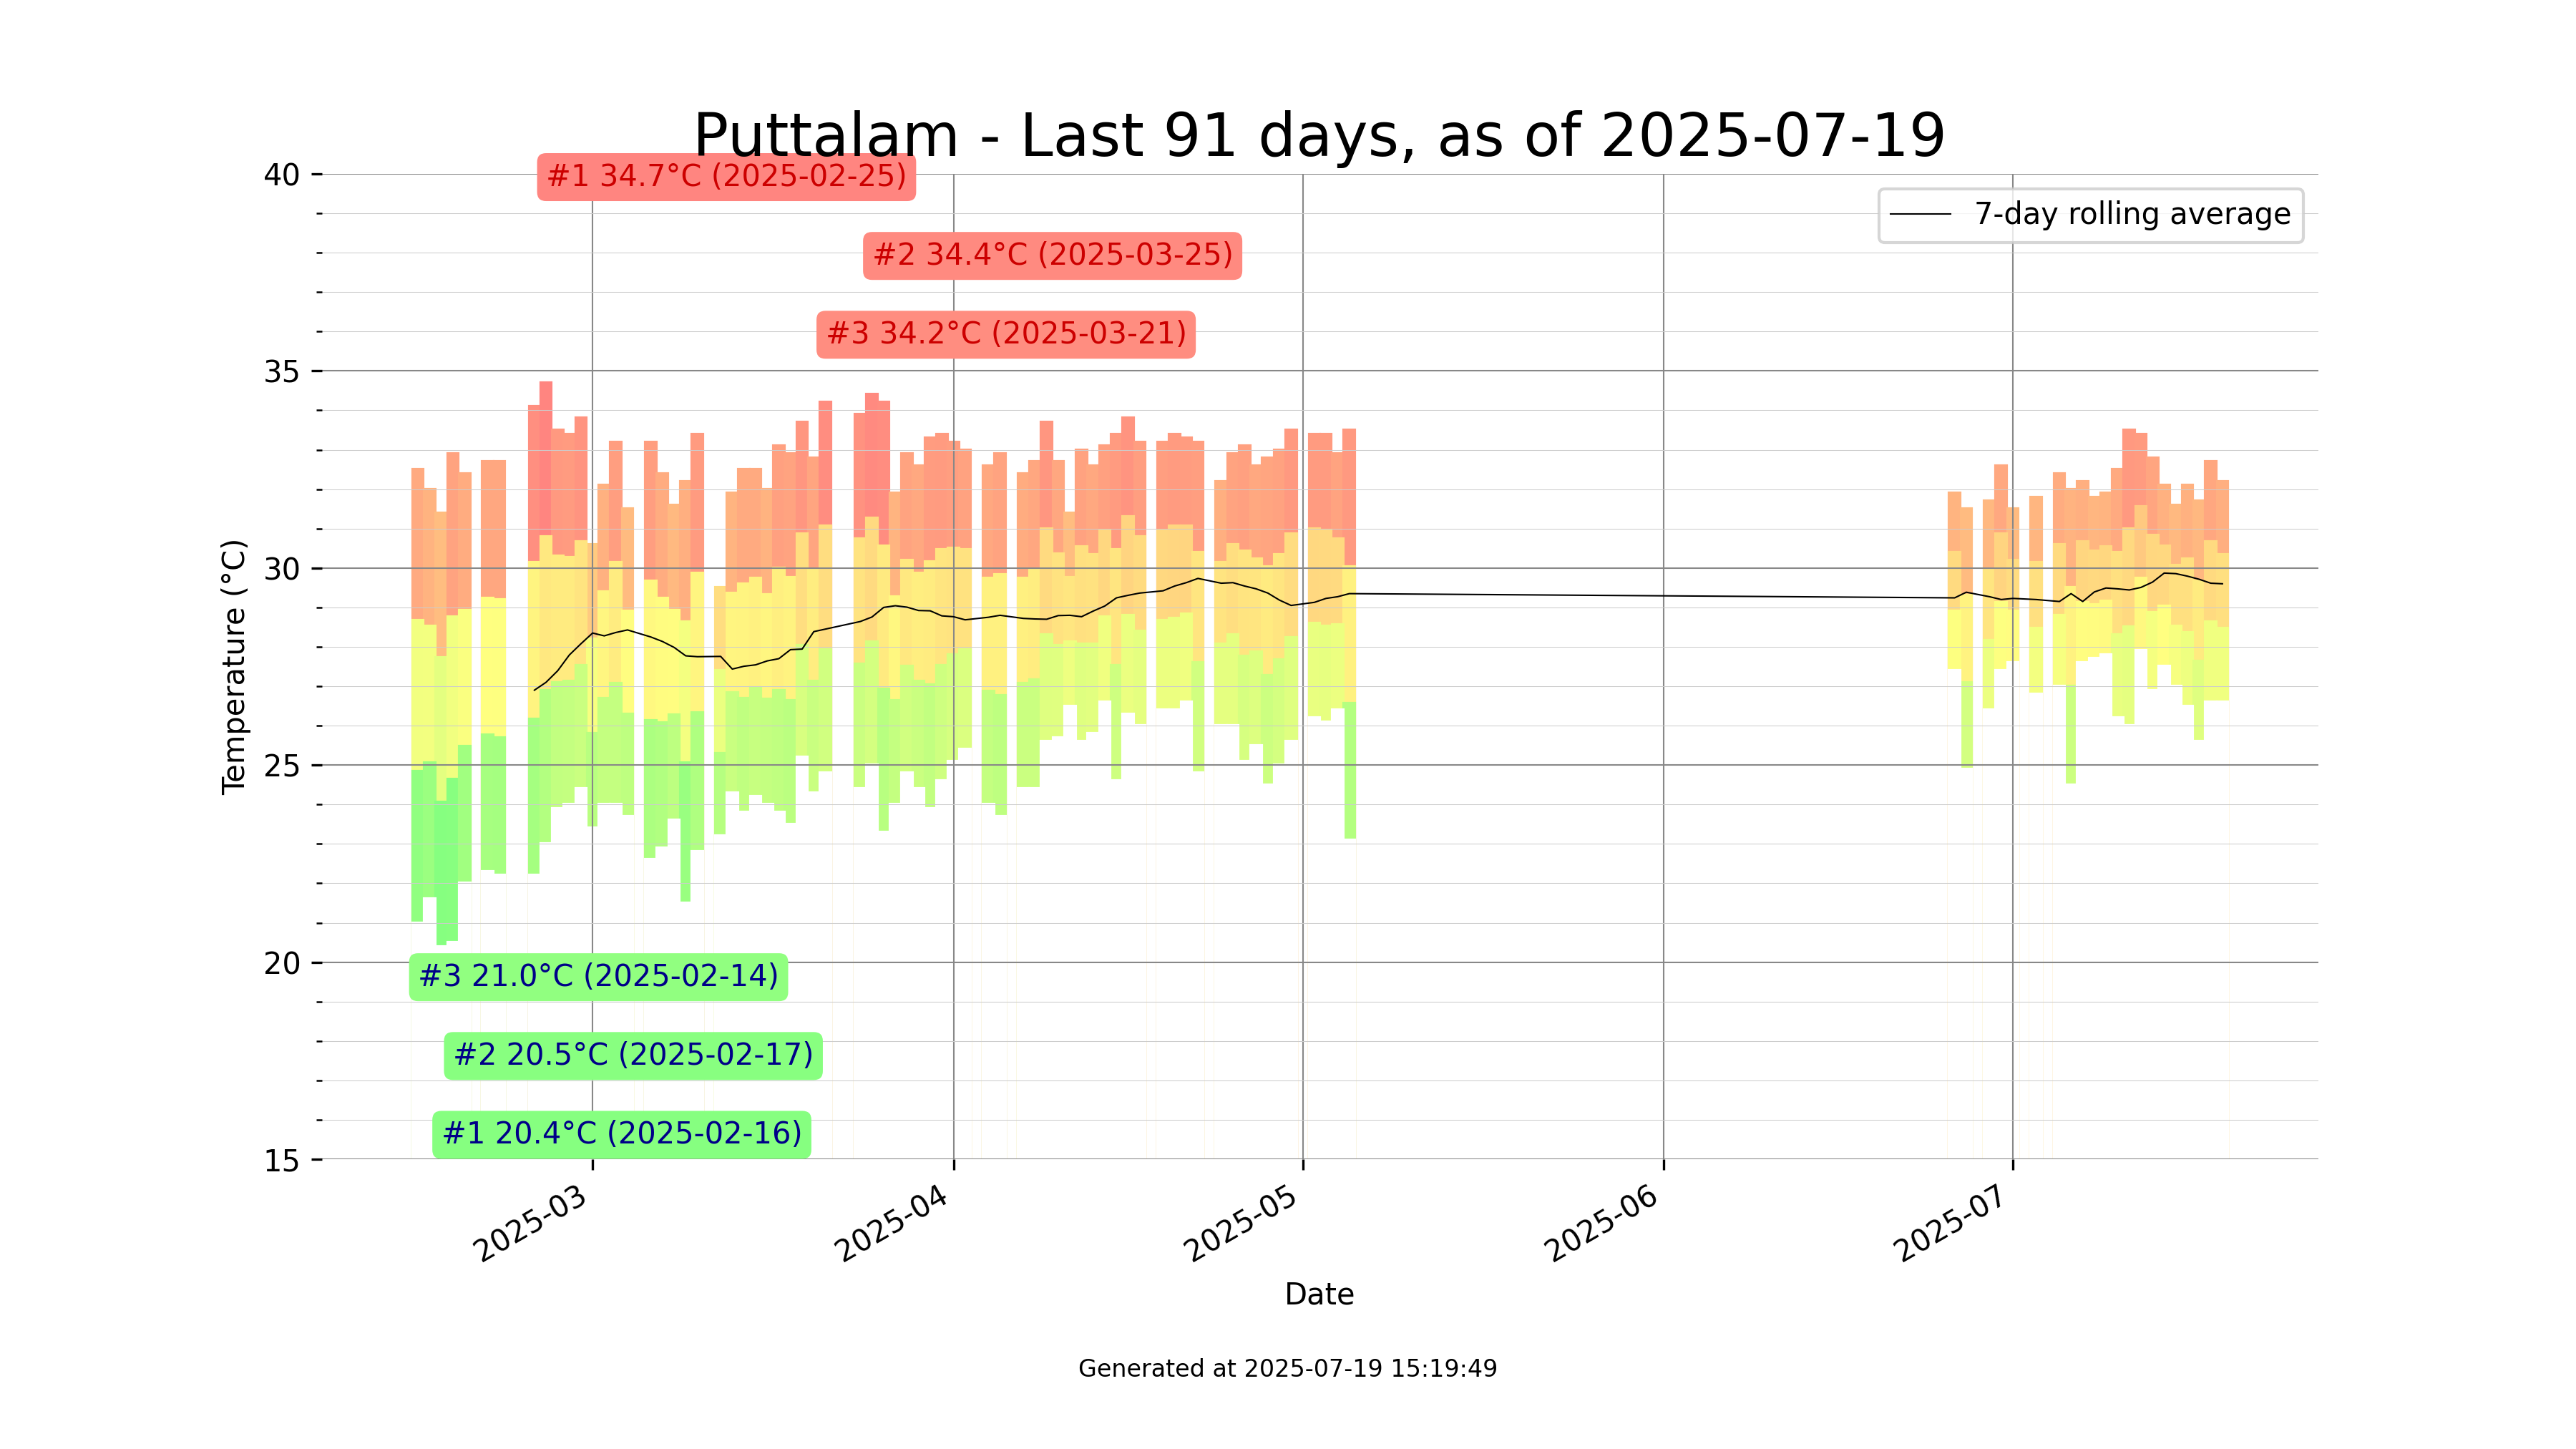 Puttalam - Last 91 days, as of 2025-07-19
#1 34.7°C (2025-02-25)
#2 34.4°C (2025-03-25)
#3 34.2°C (2025-03-21)
7-day rolling average
40
35
30
25
20
15
Temperature (°C)
#3 21.0°C (2025-02-14)
#2 20.5°C (2025-02-17)
#1 20.4°C (2025-02-16)
2025-03
2025-04
2025-05
2025-06
2025-07
Date
Generated at 2025-07-19 15:19:49